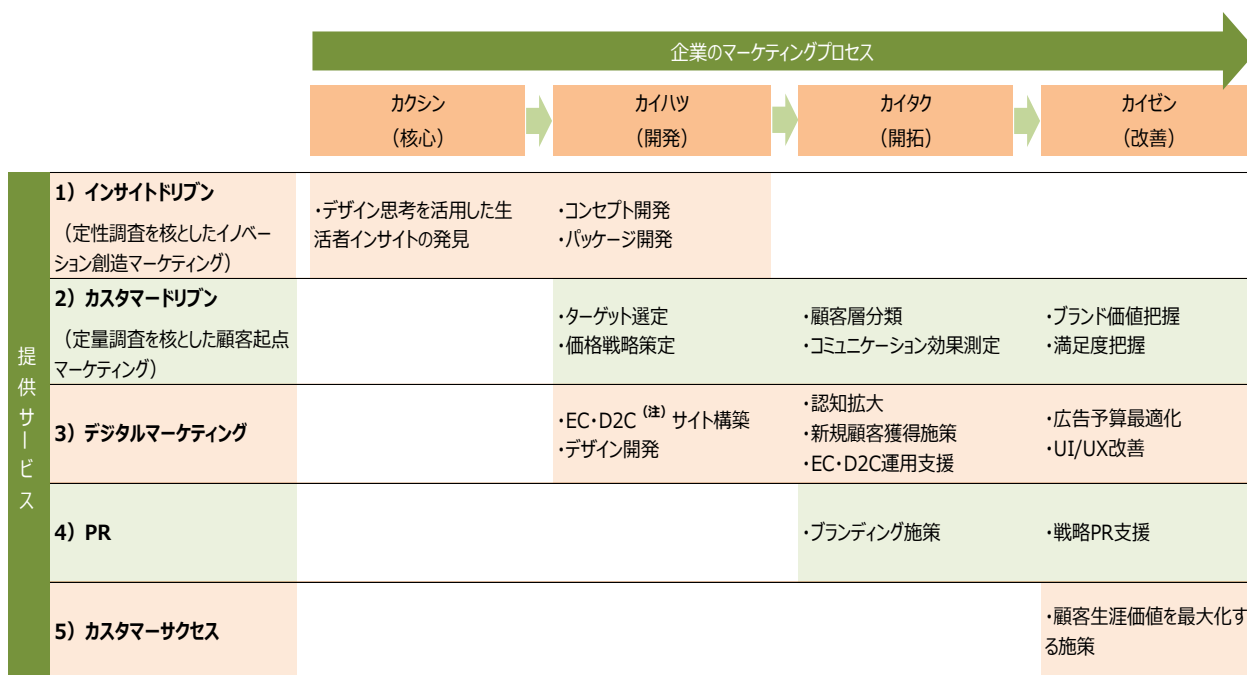 企業のマーケティングプロセス
カクシン
（核心）
カイハツ
（開発）
カイタク
（開拓）
カイゼン
（改善）
提供サービス
1）インサイトドリブン
（定性調査を核としたイノベー
ション創造マーケティング）
・デザイン思考を活用した生
活者インサイトの発見
・コンセプト開発
・パッケージ開発
2）カスタマードリブン
（定量調査を核とした顧客起点
マーケティング）
・ターゲット選定
・価格戦略策定
・顧客層分類
・コミュニケーション効果測定
・ブランド価値把握
・満足度把握
3）デジタルマーケティング
・EC・D2C（注）サイト構築
・デザイン開発
・認知拡大
・新規顧客獲得施策
・EC・D2C運用支援
・広告予算最適化
・UI/UX改善
4）PR
・ブランディング施策
・戦略PR支援
5）カスタマーサクセス
・顧客生涯価値を最大化す
る施策